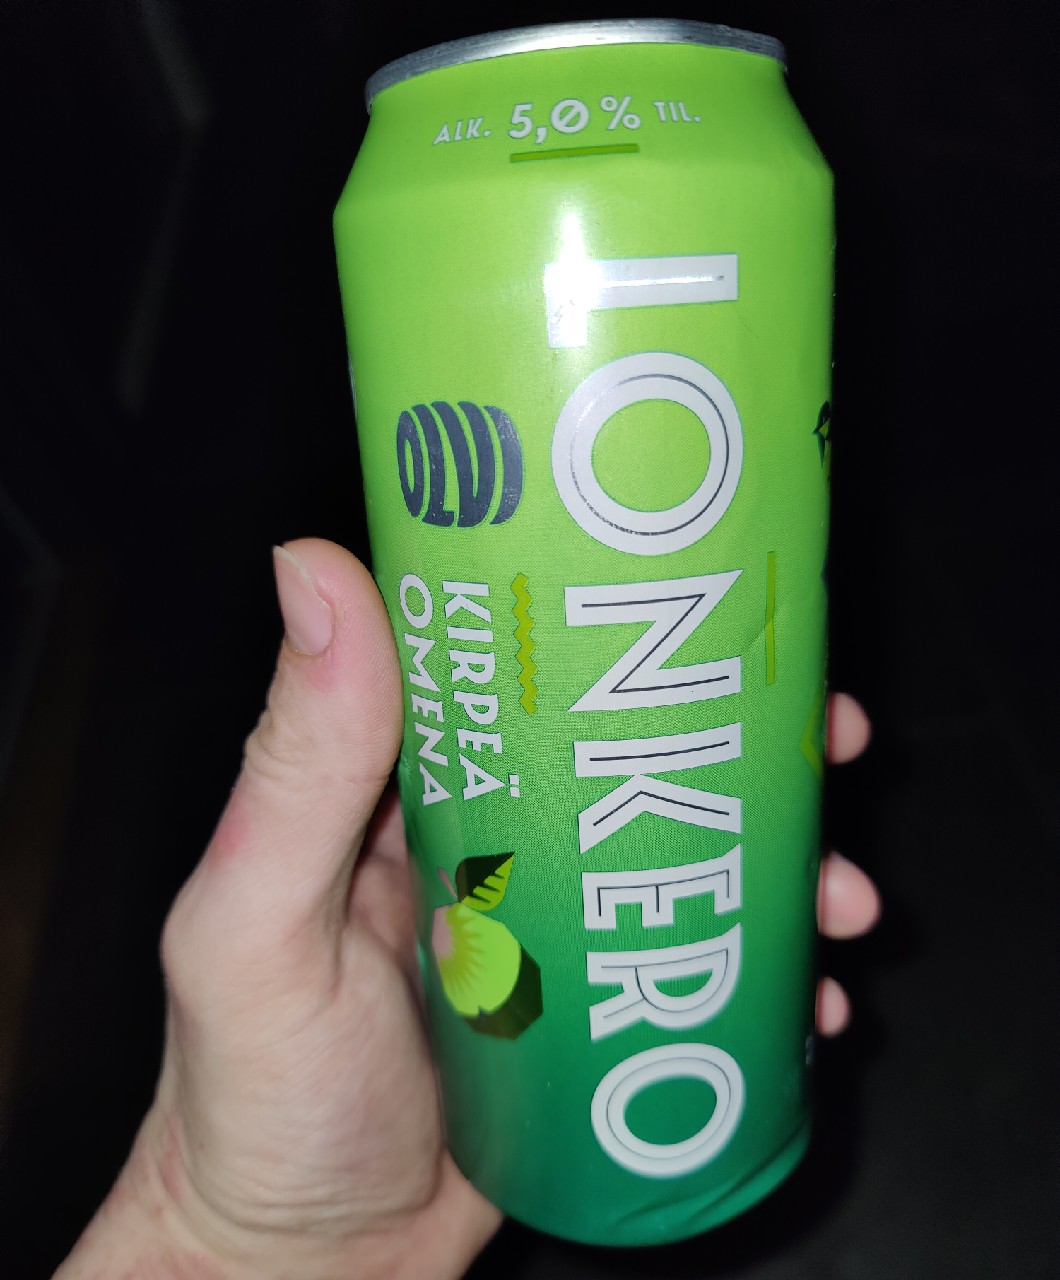 ALK. 5,0 % TIL.
LONKERO
OLVI
KIRPEÄ
OMENA